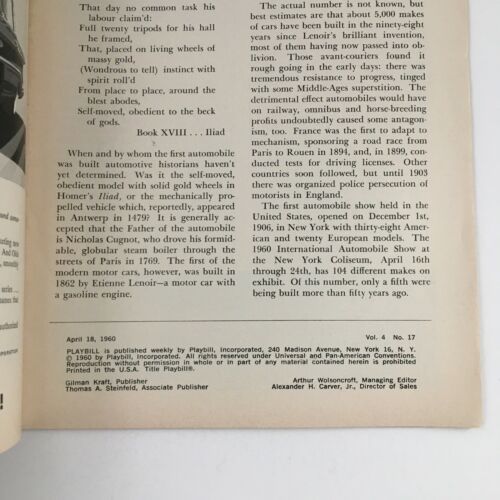 That day no common task his
labour claim'd:
Full twenty tripods for his hall
he framed,
That, placed on living wheels of
massy gold,
(Wondrous to tell) instinct with
spirit roll'd
From place to place, around the
blest abodes,
Self-moved, obedient to the beck
of gods.
Book XVIII . . . Iliad
When and by whom the first automobile
was built automotive historians haven't
yet determined. Was it the self-moved,
obedient model with solid gold wheels in
Homer's Iliad, or the mechanically pro-
pelled vehicle which, reportedly, appeared
in Antwerp in 1479? It is generally ac-
cepted that the Father of the automobile
is Nicholas Cugnot, who drove his formid-
able, globular steam boiler through the
streets of Paris in 1769. The first of the
modern motor cars, however, was built in
1862 by Etienne Lenoir—a motor car with
a gasoline engine.
The actual number is not known, but
best estimates are that about 5,000 makes
of cars have been built in the ninety-eight
years since Lenoir's brilliant invention,
most of them having now passed into ob-
livion. Those avant-couriers found it
rough going in the early days: there was
tremendous resistance to progress, tinged
with some Middle-Ages superstition. The
detrimental effect automobiles would have
on railway, omnibus and horse-breeding
profits undoubtedly caused some antagon-
ism, too. France was the first to adapt to
mechanism, sponsoring a road race from
Paris to Rouen in 1894, and, in 1899, con-
ducted tests for driving licenses. Other
countries soon followed, but until 1903
there was organized police persecution of
motorists in England.
The first automobile show held in the
United States, opened on December 1st,
1906, in New York with thirty-eight Amer-
ican and twenty European models. The
1960 International Automobile Show at
the New York Coliseum, April 16th
through 24th, has 104 different makes on
exhibit. Of this number, only a fifth were
being built more than fifty years ago.
April 18, 1960
Vol. 4 No. 17
PLAYBILL is published weekly by Playbill, Incorporated, 240 Madison Avenue, New York 16, N. Y.
© 1960 by Playbill, Incorporated. All rights reserved under Universal and Pan-American Conventions.
Reproduction without permission in whole or in part of any material contained herein is prohibited
Printed in the U.S.A. Title Playbill®.
Gilman Kraft, Publisher
Thomas A. Steinfeld, Associate Publisher
Arthur Wolsoncroft, Managing Editor
Alexander H. Carver, Jr., Director of Sales